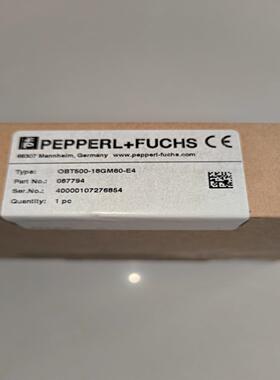 PEPPERL+FUCHS CE
68307 Mannheim, Germany www.pepperl-fuchs.com
Type: OBT500-18GM60-E4
Part No.: 087794
Ser.No.: 40000107276854
Quantity: 1 pc